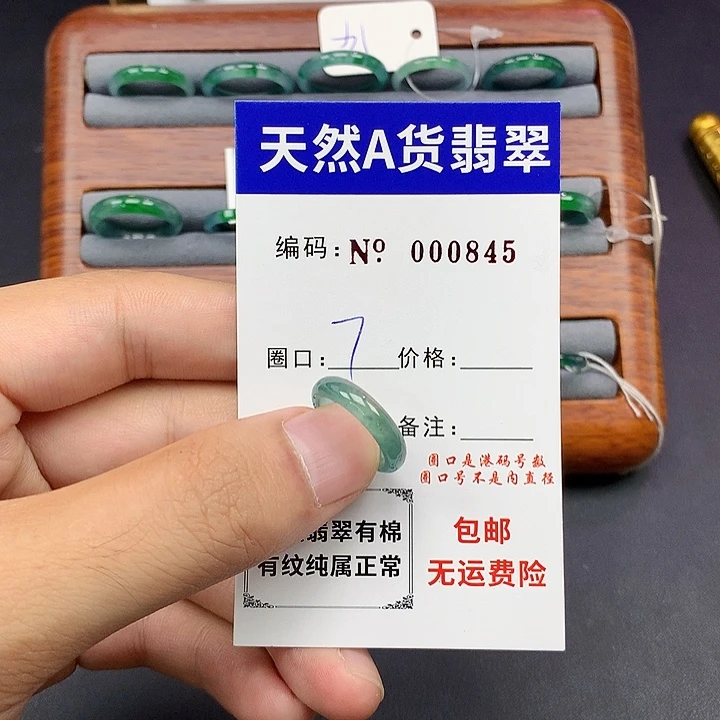 14
天然A货翡翠
编码: Nº 000845
圈口: 7 价格:
备注:
圈口是港码号数
圈口号不是内直径
翡翠有棉
有纹纯属正常
包邮
无运费险